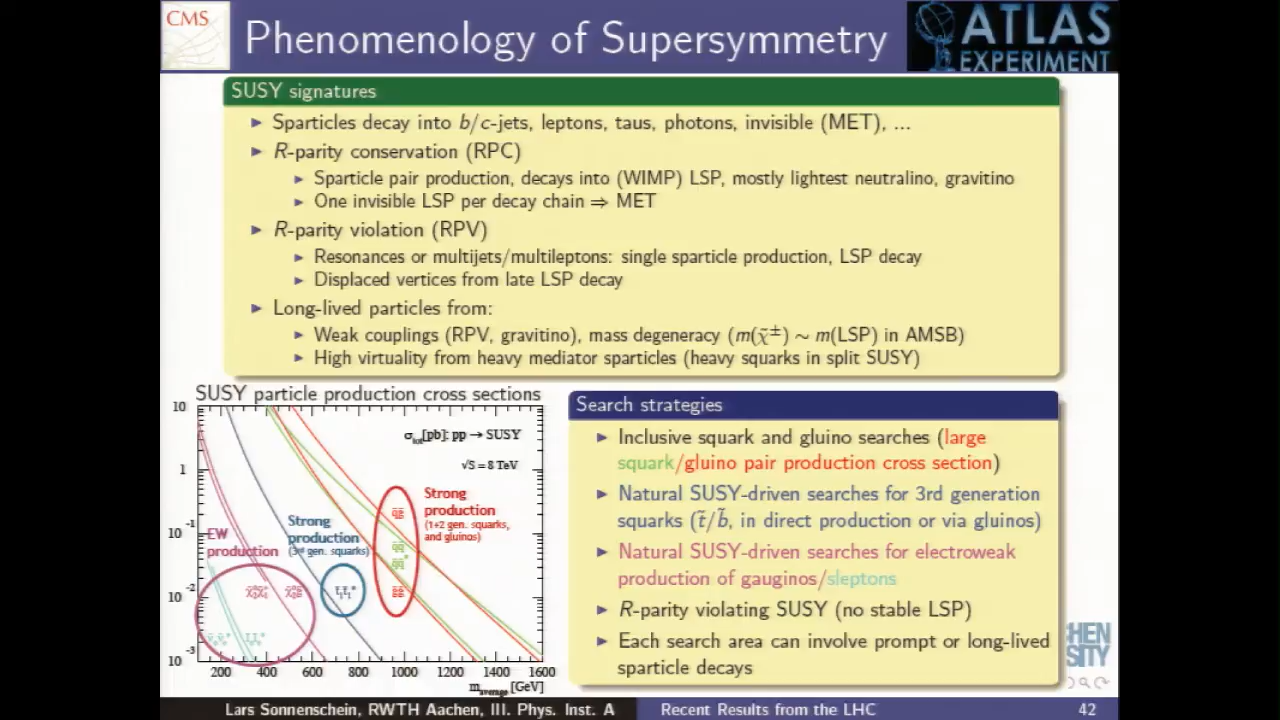 CMS
Phenomenology of Supersymmetry
ATLAS
EXPERIMENT
SUSY signatures
▶ Sparticles decay into b/c-jets, leptons, taus, photons, invisible (MET), ...
▶ R-parity conservation (RPC)
▶ Sparticle pair production, decays into (WIMP) LSP, mostly lightest neutralino, gravitino
▶ One invisible LSP per decay chain ⇒ MET
▶ R-parity violation (RPV)
▶ Resonances or multijets/multileptons: single sparticle production, LSP decay
▶ Displaced vertices from late LSP decay
▶ Long-lived particles from:
▶ Weak couplings (RPV, gravitino), mass degeneracy (m(χ̃±) ∼ m(LSP) in AMSB)
▶ High virtuality from heavy mediator sparticles (heavy squarks in split SUSY)
SUSY particle production cross sections
10
1
10⁻¹
10⁻²
10⁻³
σtot[pb]: pp → SUSY
√S = 8 TeV
Strong
production
(1+2 gen. squarks,
and gluinos)
Strong
production
(3rd gen. squarks)
EW
production
200 400 600 800 1000 1200 1400 1600
maverage [GeV]
Search strategies
▶ Inclusive squark and gluino searches (large
squark/gluino pair production cross section)
▶ Natural SUSY-driven searches for 3rd generation
squarks (t̃/b̃, in direct production or via gluinos)
▶ Natural SUSY-driven searches for electroweak
production of gauginos/sleptons
▶ R-parity violating SUSY (no stable LSP)
▶ Each search area can involve prompt or long-lived
sparticle decays
HEN
SITY
Lars Sonnenschein, RWTH Aachen, III. Phys. Inst. A
Recent Results from the LHC
42